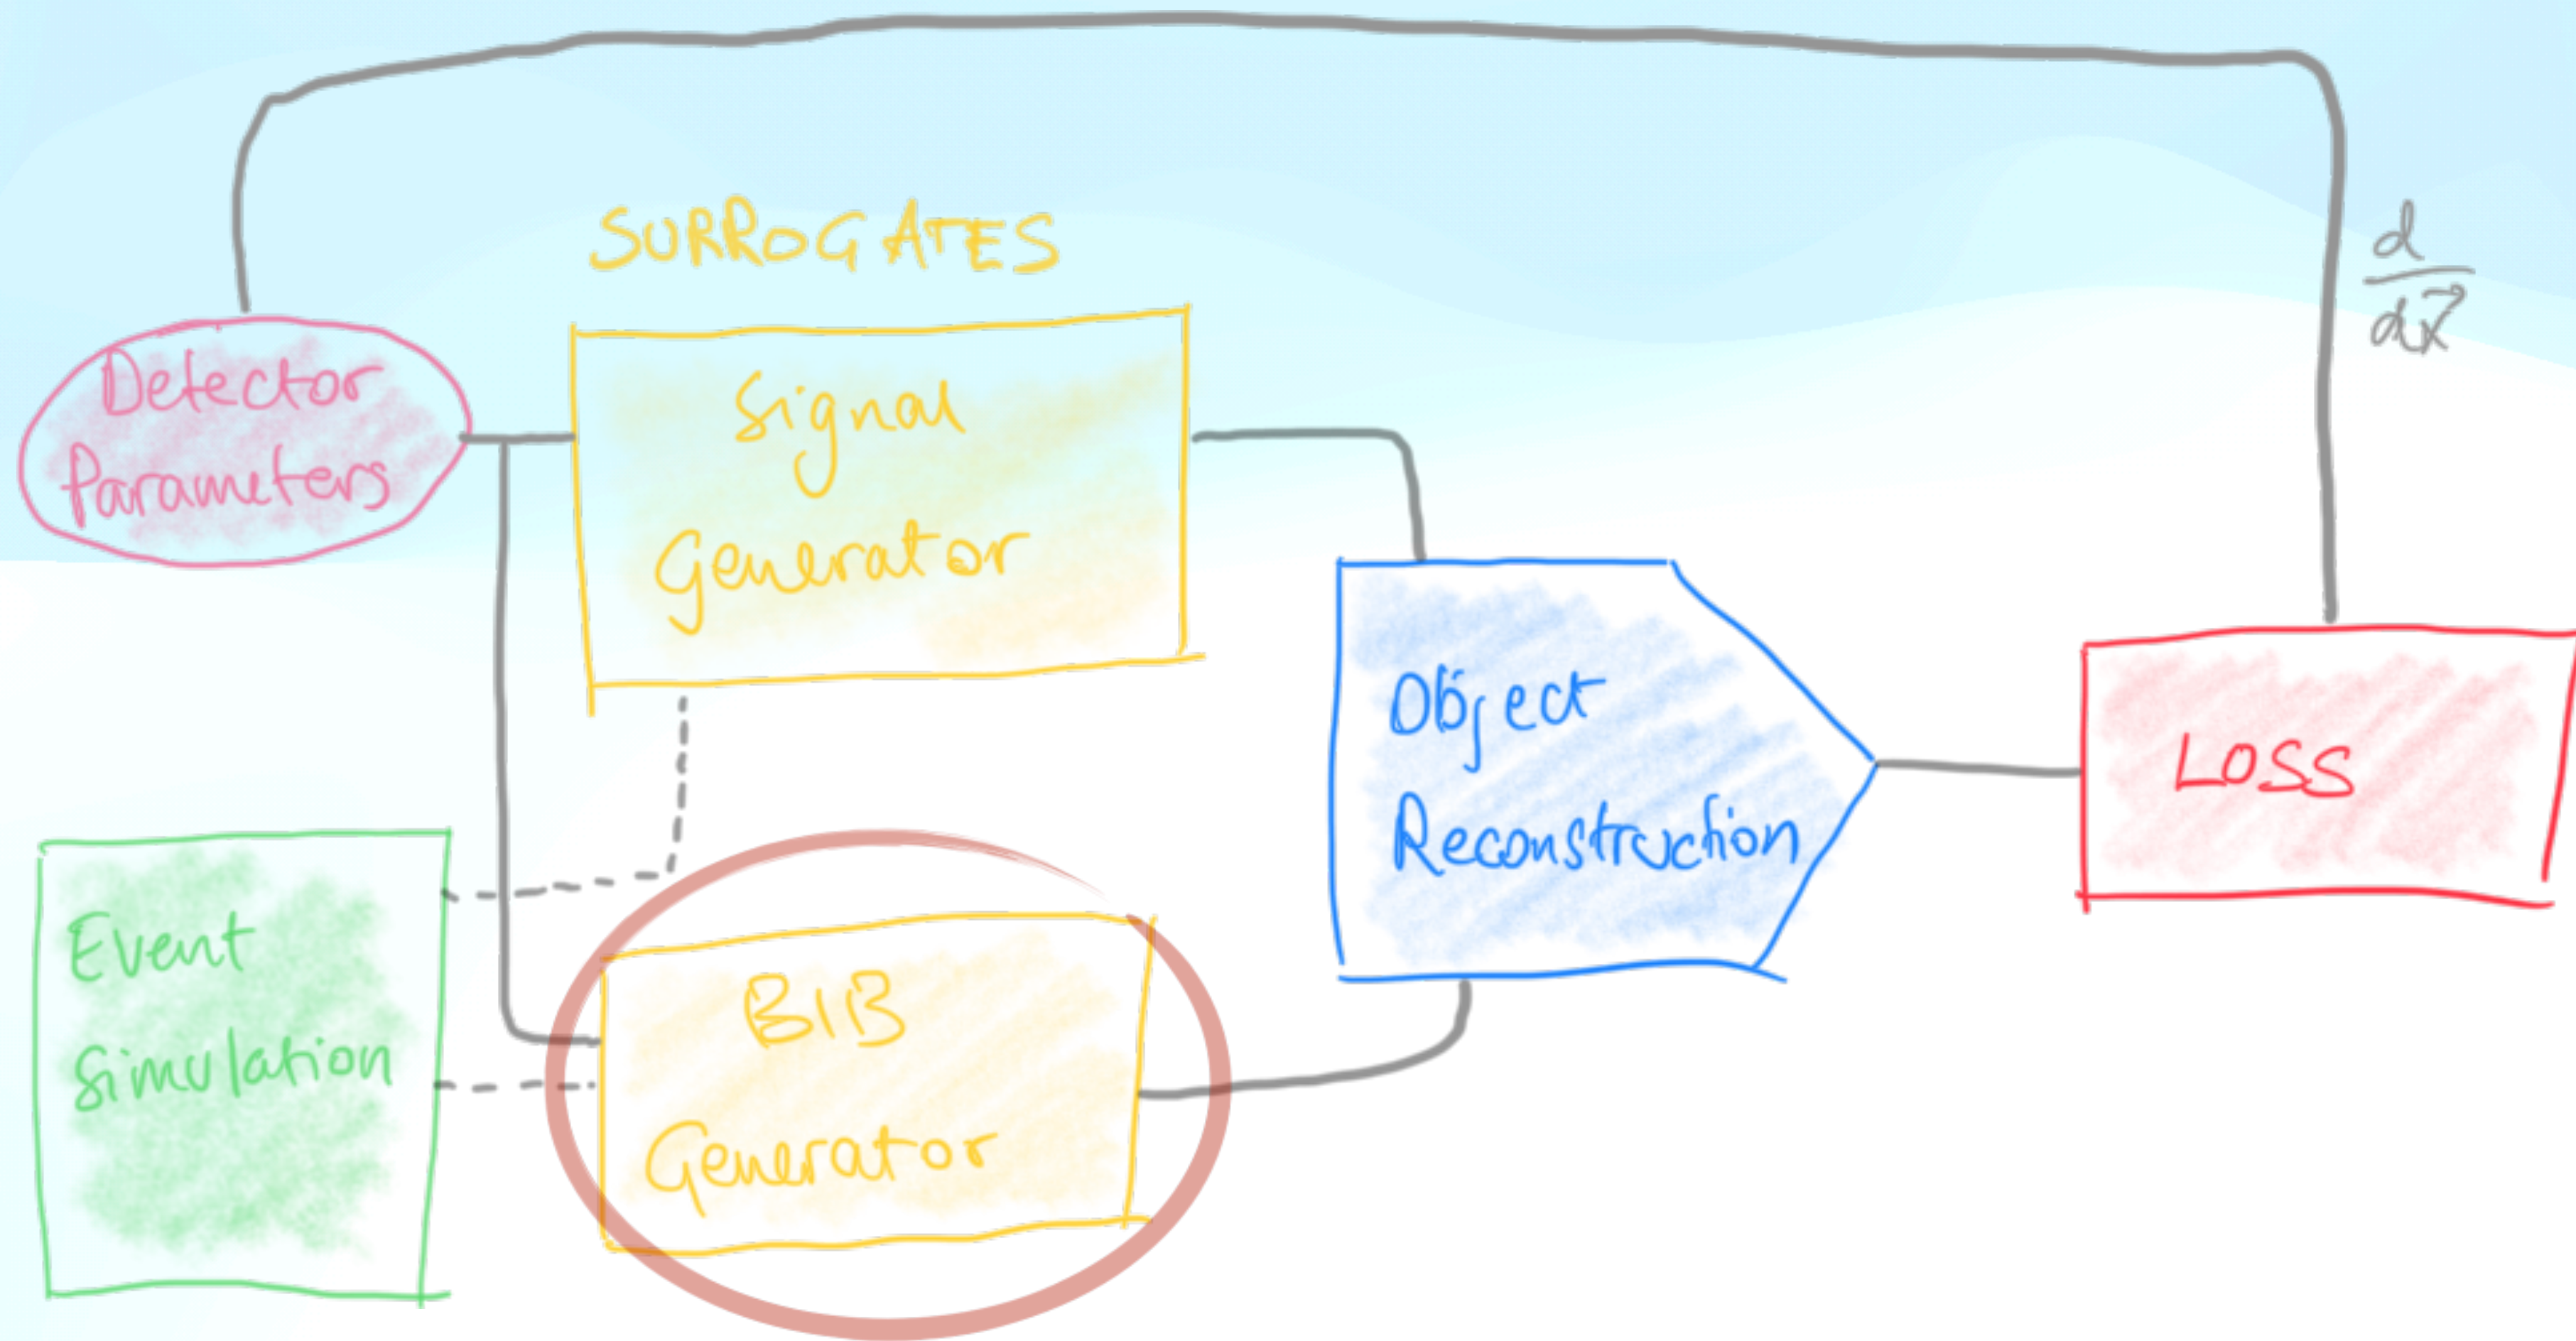 SURROGATES
d
dx⃗
Detector
Parameters
Signal
Generator
Object
Reconstruction
LOSS
Event
Simulation
BIB
Generator